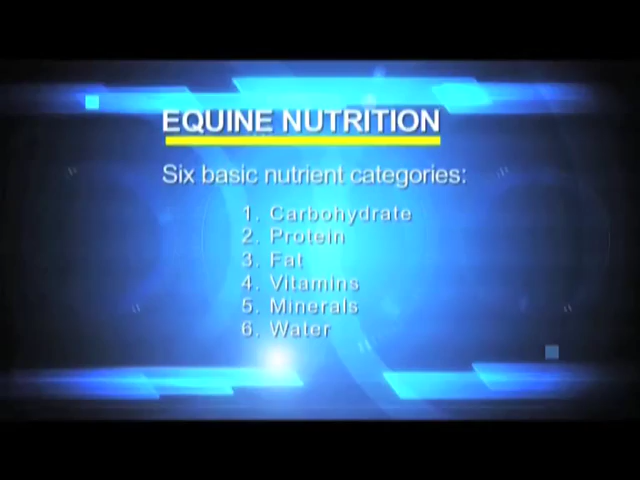 EQUINE NUTRITION
Six basic nutrient categories:
1. Carbohydrate
2. Protein
3. Fat
4. Vitamins
5. Minerals
6. Water